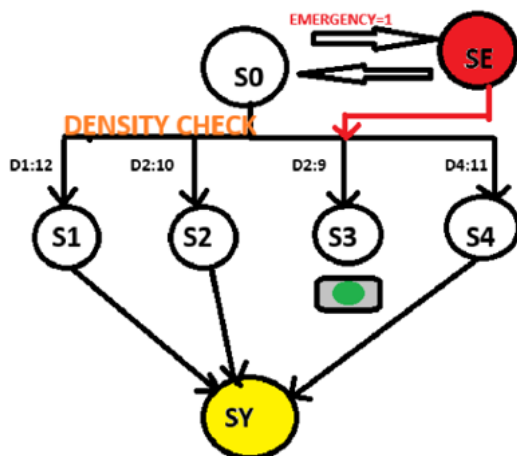 EMERGENCY=1
S0
SE
DENSITY CHECK
D1:12
D2:10
D2:9
D4:11
S1
S2
S3
S4
SY